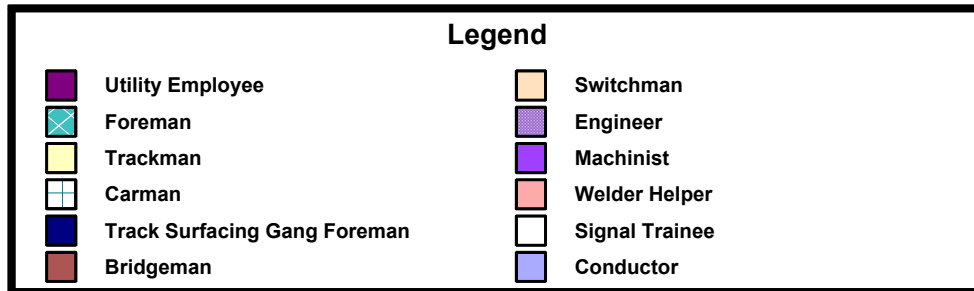 Legend
Utility Employee
Foreman
Trackman
Carman
Track Surfacing Gang Foreman
Bridgeman
Switchman
Engineer
Machinist
Welder Helper
Signal Trainee
Conductor